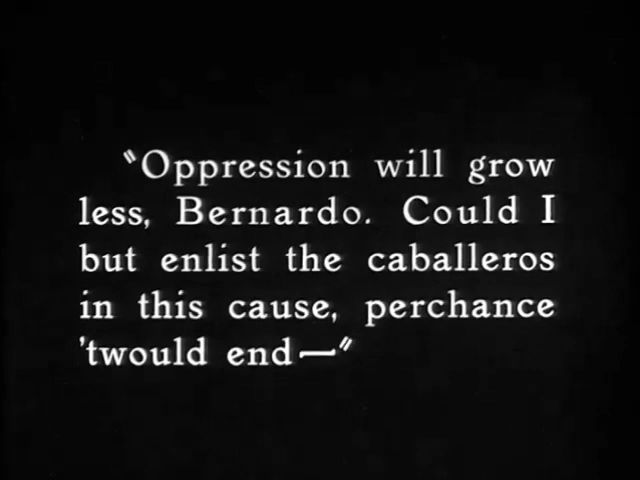 "Oppression will grow
less, Bernardo. Could I
but enlist the caballeros
in this cause, perchance
'twould end—"